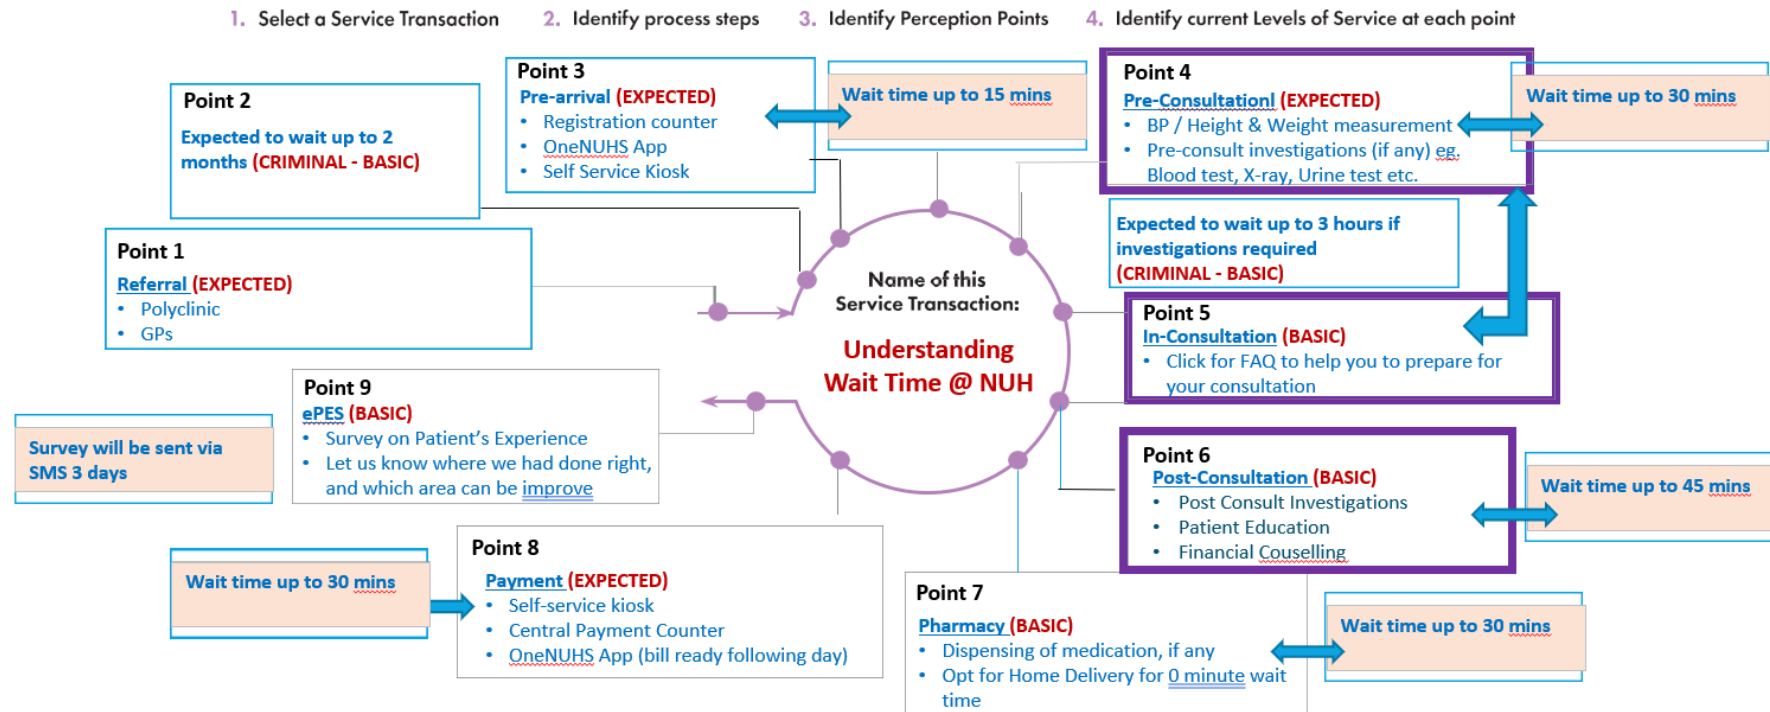 1. Select a Service Transaction
2. Identify process steps
3. Identify Perception Points
4. Identify current Levels of Service at each point
Point 1
Referral (EXPECTED)
• Polyclinic
• GPs
Point 2
Expected to wait up to 2
months (CRIMINAL - BASIC)
Point 3
Pre-arrival (EXPECTED)
• Registration counter
• OneNUHS App
• Self Service Kiosk
Wait time up to 15 mins
Point 4
Pre-Consultationl (EXPECTED)
• BP / Height & Weight measurement
• Pre-consult investigations (if any) eg.
Blood test, X-ray, Urine test etc.
Wait time up to 30 mins
Expected to wait up to 3 hours if
investigations required
(CRIMINAL - BASIC)
Name of this
Service Transaction:
Understanding
Wait Time @ NUH
Point 5
In-Consultation (BASIC)
• Click for FAQ to help you to prepare for
your consultation
Point 6
Post-Consultation (BASIC)
• Post Consult Investigations
• Patient Education
• Financial Couselling
Wait time up to 45 mins
Point 7
Pharmacy (BASIC)
• Dispensing of medication, if any
• Opt for Home Delivery for 0 minute wait
time
Wait time up to 30 mins
Point 8
Payment (EXPECTED)
• Self-service kiosk
• Central Payment Counter
• OneNUHS App (bill ready following day)
Wait time up to 30 mins
Point 9
ePES (BASIC)
• Survey on Patient's Experience
• Let us know where we had done right,
and which area can be improve
Survey will be sent via
SMS 3 days